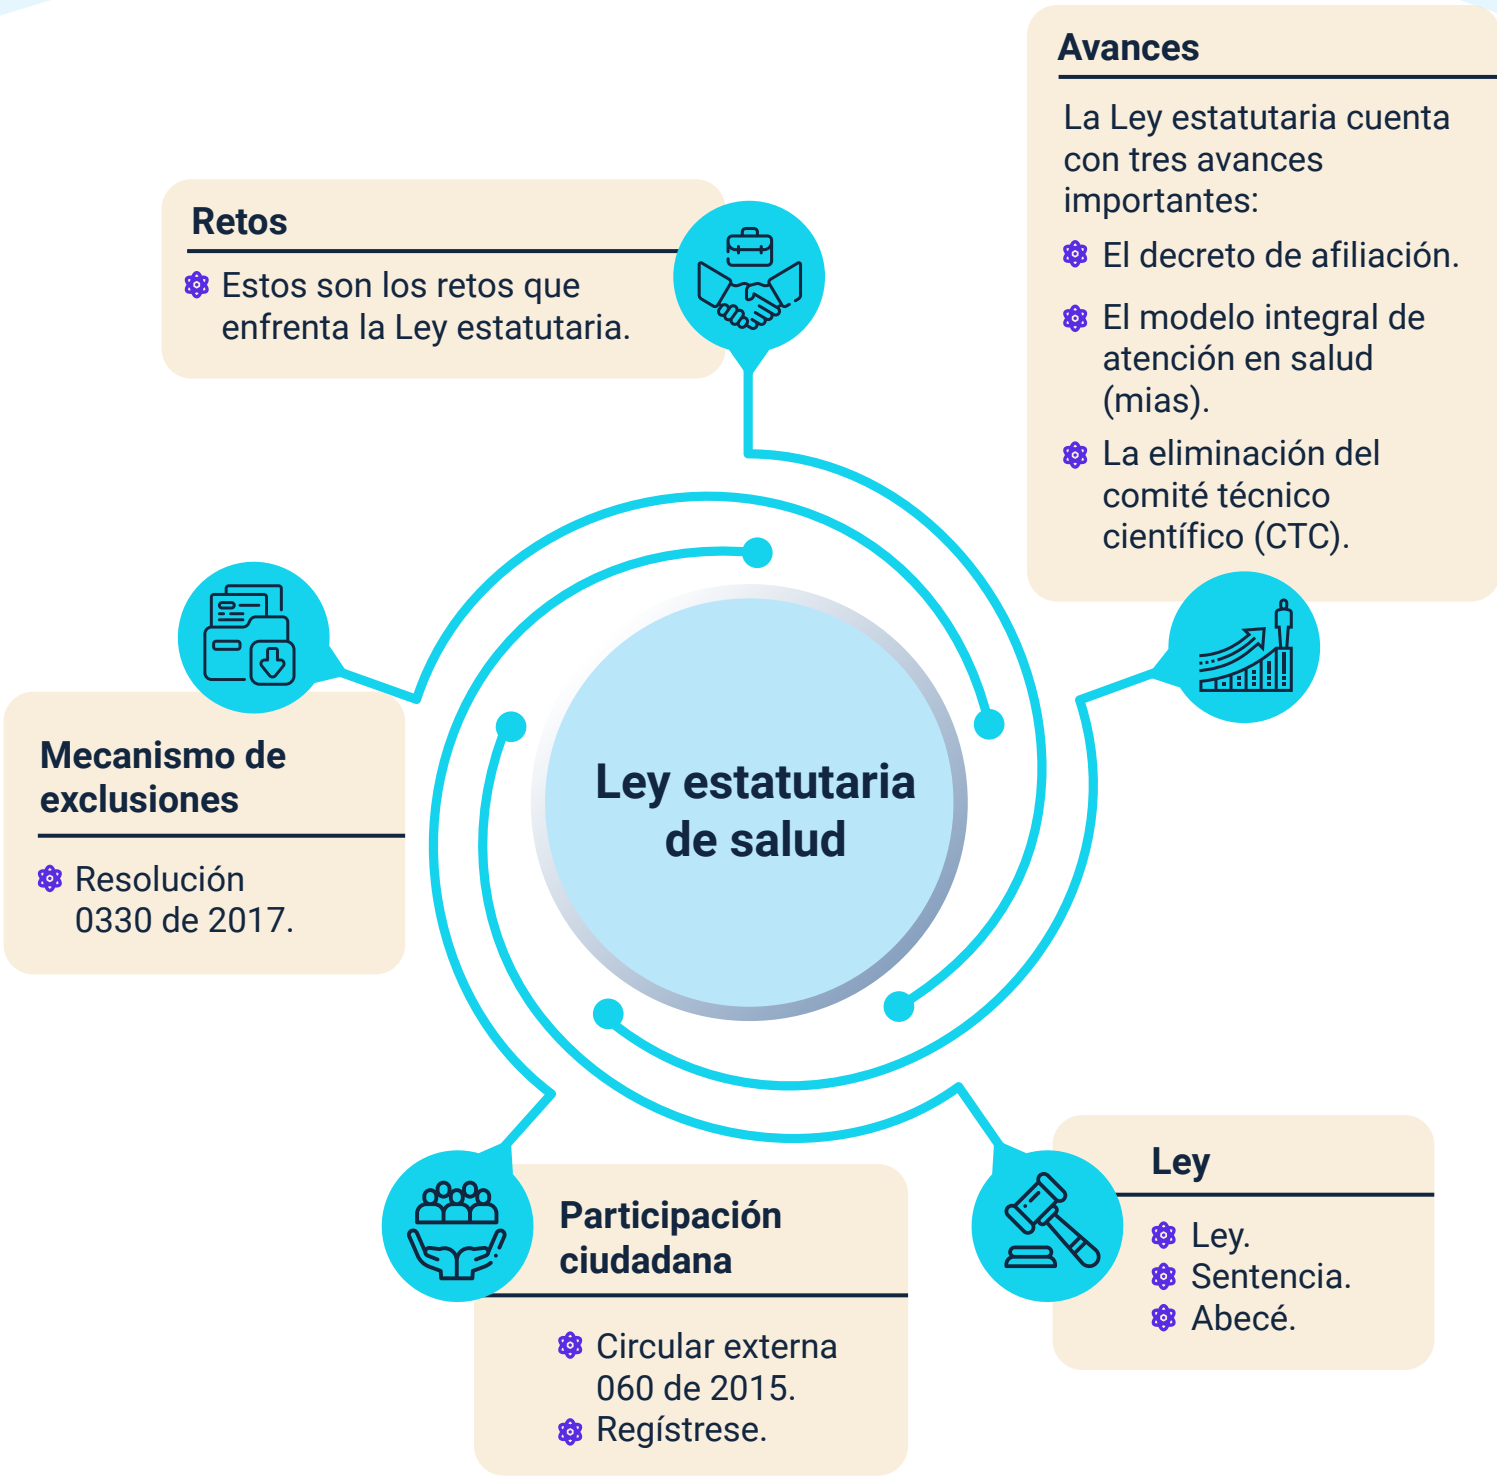 Avances
La Ley estatutaria cuenta
con tres avances
importantes:
El decreto de afiliación.
El modelo integral de
atención en salud
(mias).
La eliminación del
comité técnico
científico (CTC).
Retos
Estos son los retos que
enfrenta la Ley estatutaria.
Mecanismo de
exclusiones
Resolución
0330 de 2017.
Ley estatutaria
de salud
Participación
ciudadana
Circular externa
060 de 2015.
Regístrese.
Ley
Ley.
Sentencia.
Abecé.